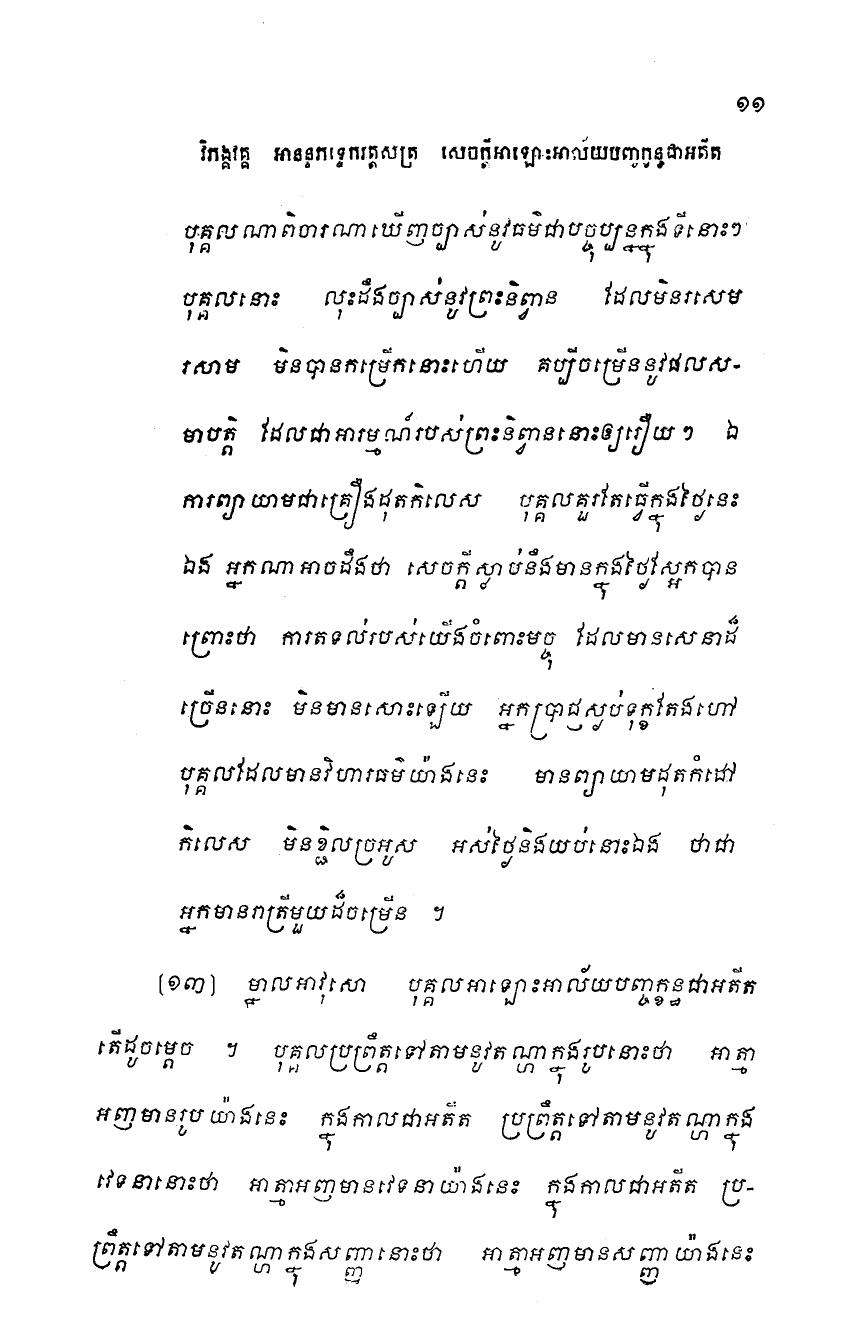 ១១
វិភង្គវគ្គ អានន្ទភទ្ទេករត្តសូត្រ សេចក្តីអាឡោះអាល័យបញ្ចក្ខន្ធជាអតីត
បុគ្គលណាពិចារណាឃើញច្បាស់នូវធម៌ជាបច្ចុប្បន្នក្នុងទីនោះៗ
បុគ្គលនោះ លុះដឹងច្បាស់នូវព្រះនិព្វាន ដែលមិនរសេម
រសាម មិនបានកម្រើកនោះហើយ គប្បីចម្រើននូវផលស-
មាបត្តិ ដែលជាអារម្មណ៍របស់ព្រះនិព្វាននោះឲ្យរឿយៗ ឯ
ការព្យាយាមជាគ្រឿងដុតកិលេស បុគ្គលគួរតែធ្វើក្នុងថ្ងៃនេះ
ឯង អ្នកណាអាចដឹងថា សេចក្តីស្លាប់នឹងមានក្នុងថ្ងៃស្អែកបាន
ព្រោះថា ការតទល់របស់យើងចំពោះមច្ចុ ដែលមានសេនាដ៏
ច្រើននោះ មិនមានសោះឡើយ អ្នកប្រាជ្ញស្ងប់ទុក្ខតែងហៅ
បុគ្គលដែលមានវិហារធម៌យ៉ាងនេះ មានព្យាយាមដុតកំដៅ
កិលេស មិនខ្ជិលច្រអូស អស់ថ្ងៃនិងយប់នោះឯង ថាជា
អ្នកមានរាត្រីមួយដ៏ចម្រើន ។
[១៣] ម្នាលអាវុសោ បុគ្គលអាឡោះអាល័យបញ្ចក្ខន្ធជាអតីត
តើដូចម្តេច ។ បុគ្គលប្រព្រឹត្តទៅតាមនូវតណ្ហាក្នុងរូបនោះថា អាត្មា
អញមានរូបយ៉ាងនេះ ក្នុងកាលជាអតីត ប្រព្រឹត្តទៅតាមនូវតណ្ហាក្នុង
វេទនានោះថា អាត្មាអញមានវេទនាយ៉ាងនេះ ក្នុងកាលជាអតីត ប្រ-
ព្រឹត្តទៅតាមនូវតណ្ហាក្នុងសញ្ញានោះថា អាត្មាអញមានសញ្ញាយ៉ាងនេះ